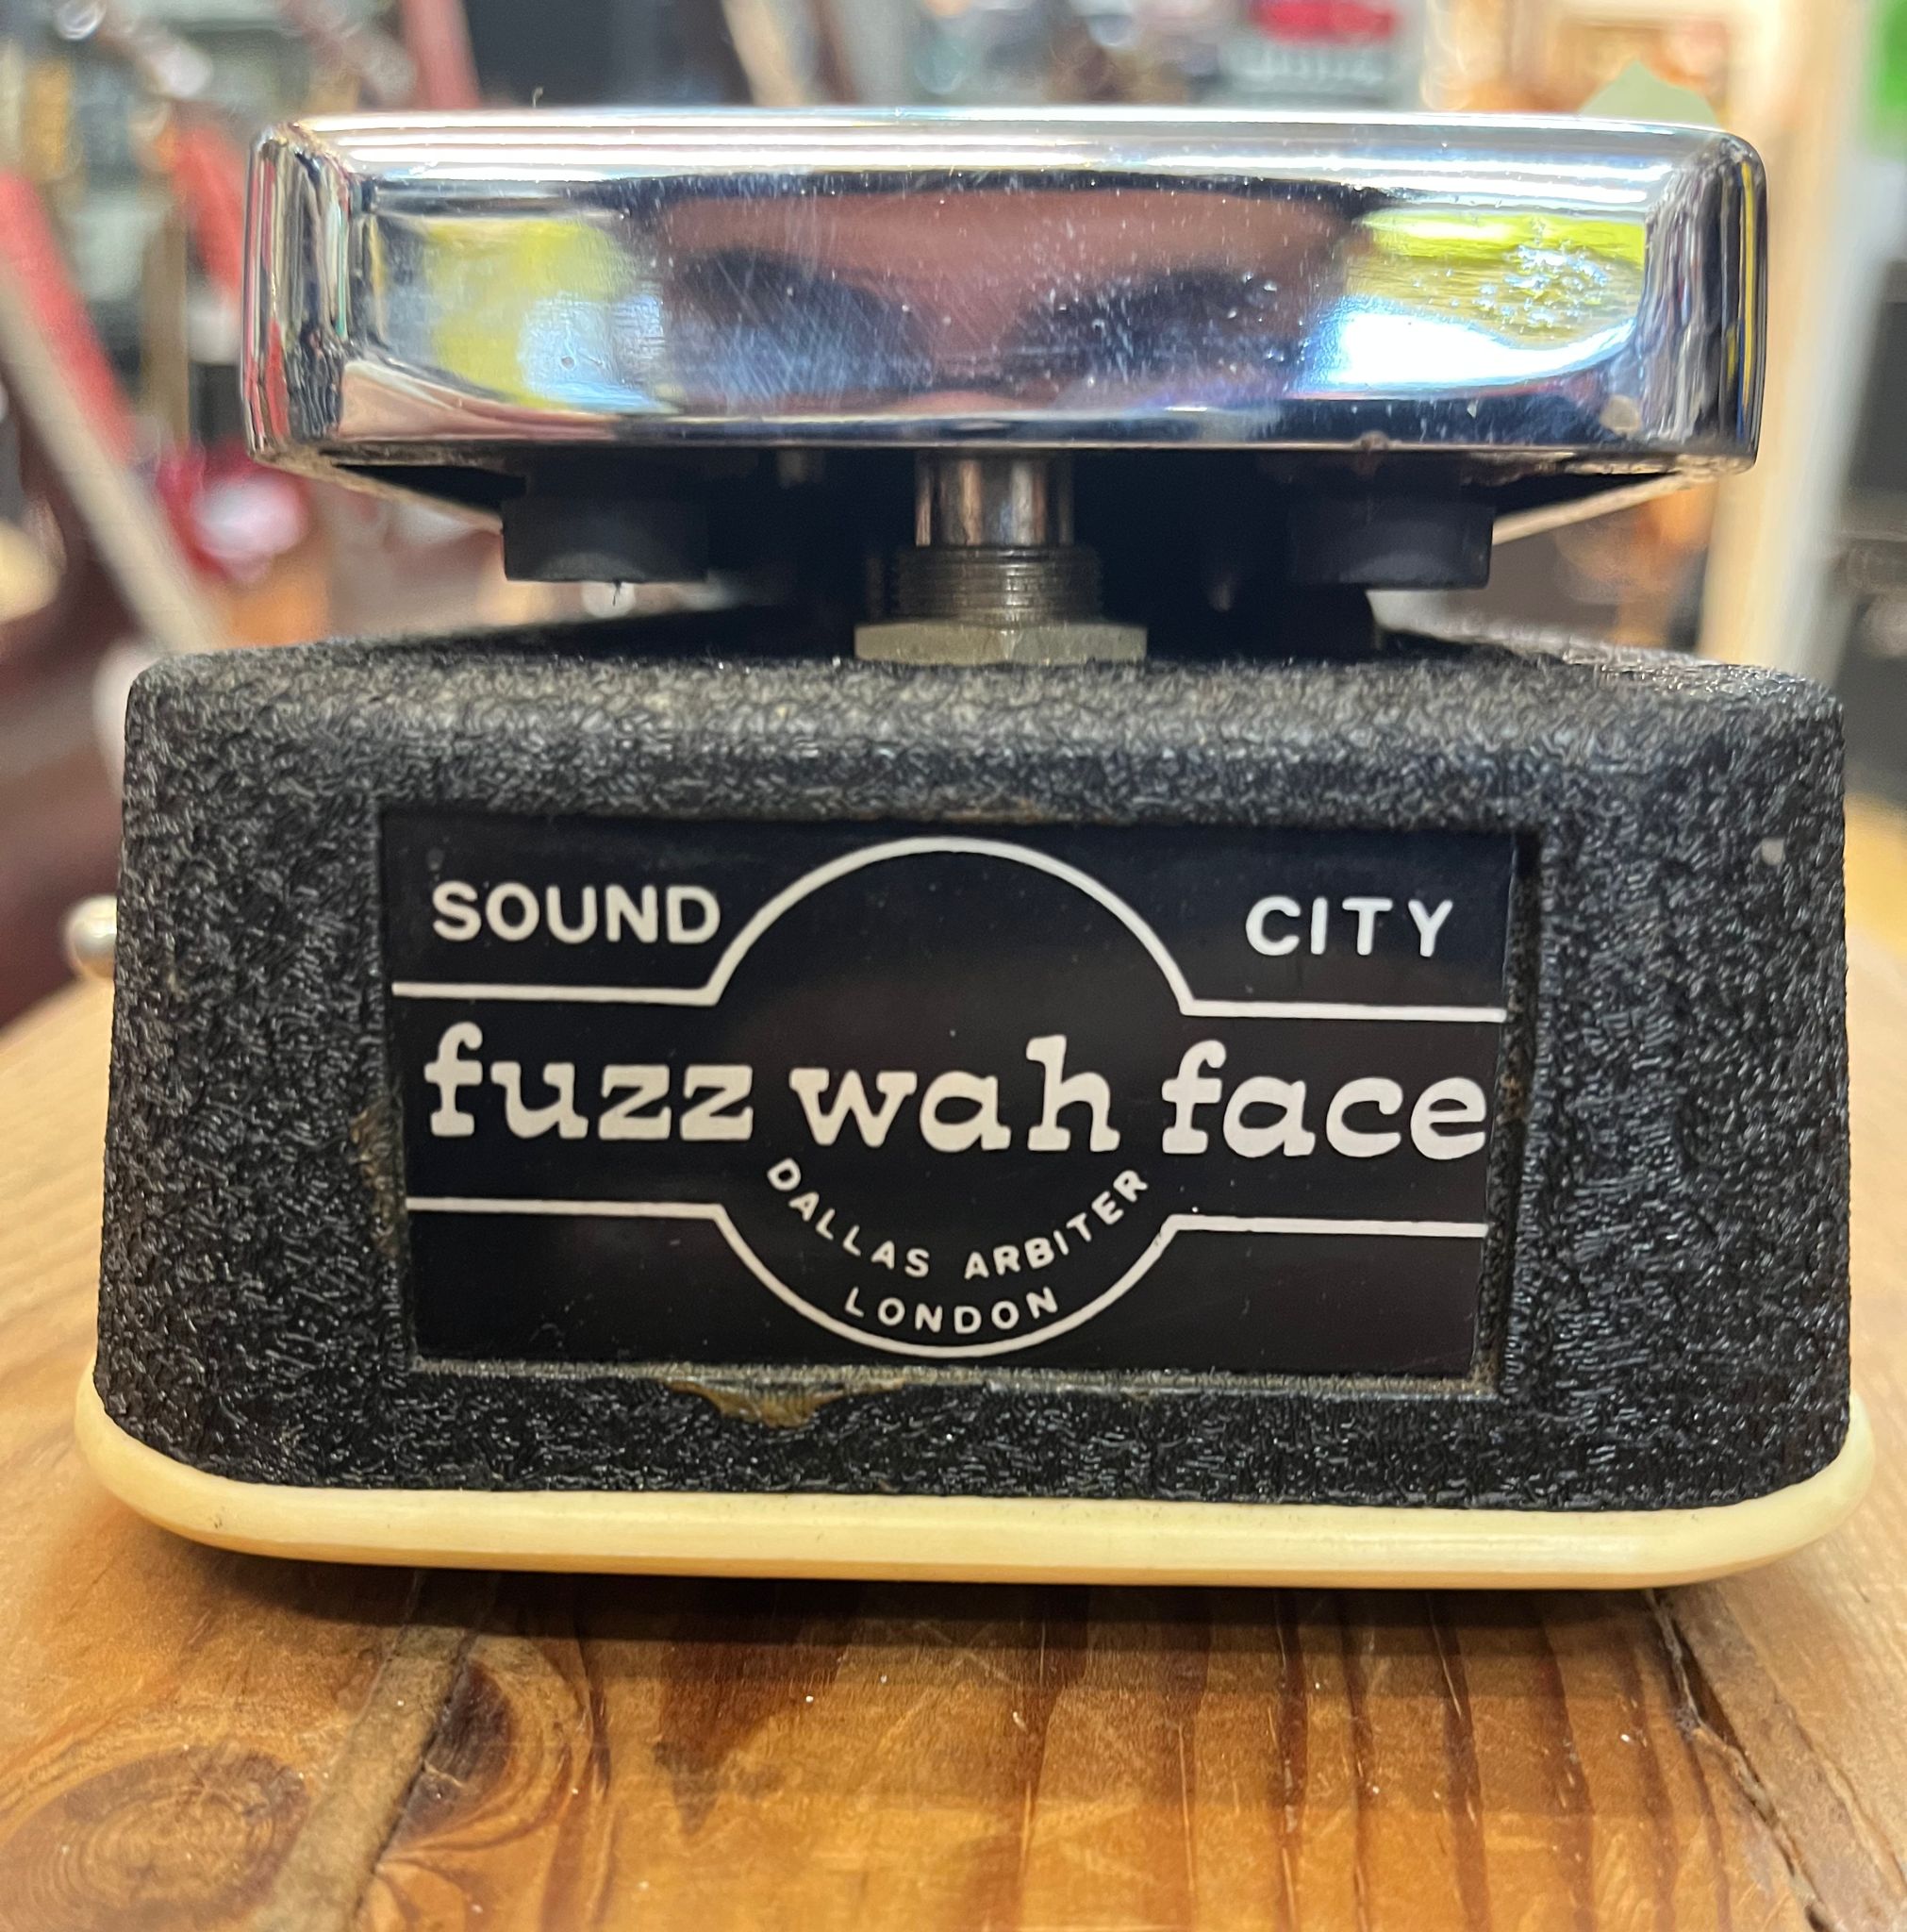 SOUND CITY
fuzz wah face
DALLAS ARBITER
LONDON